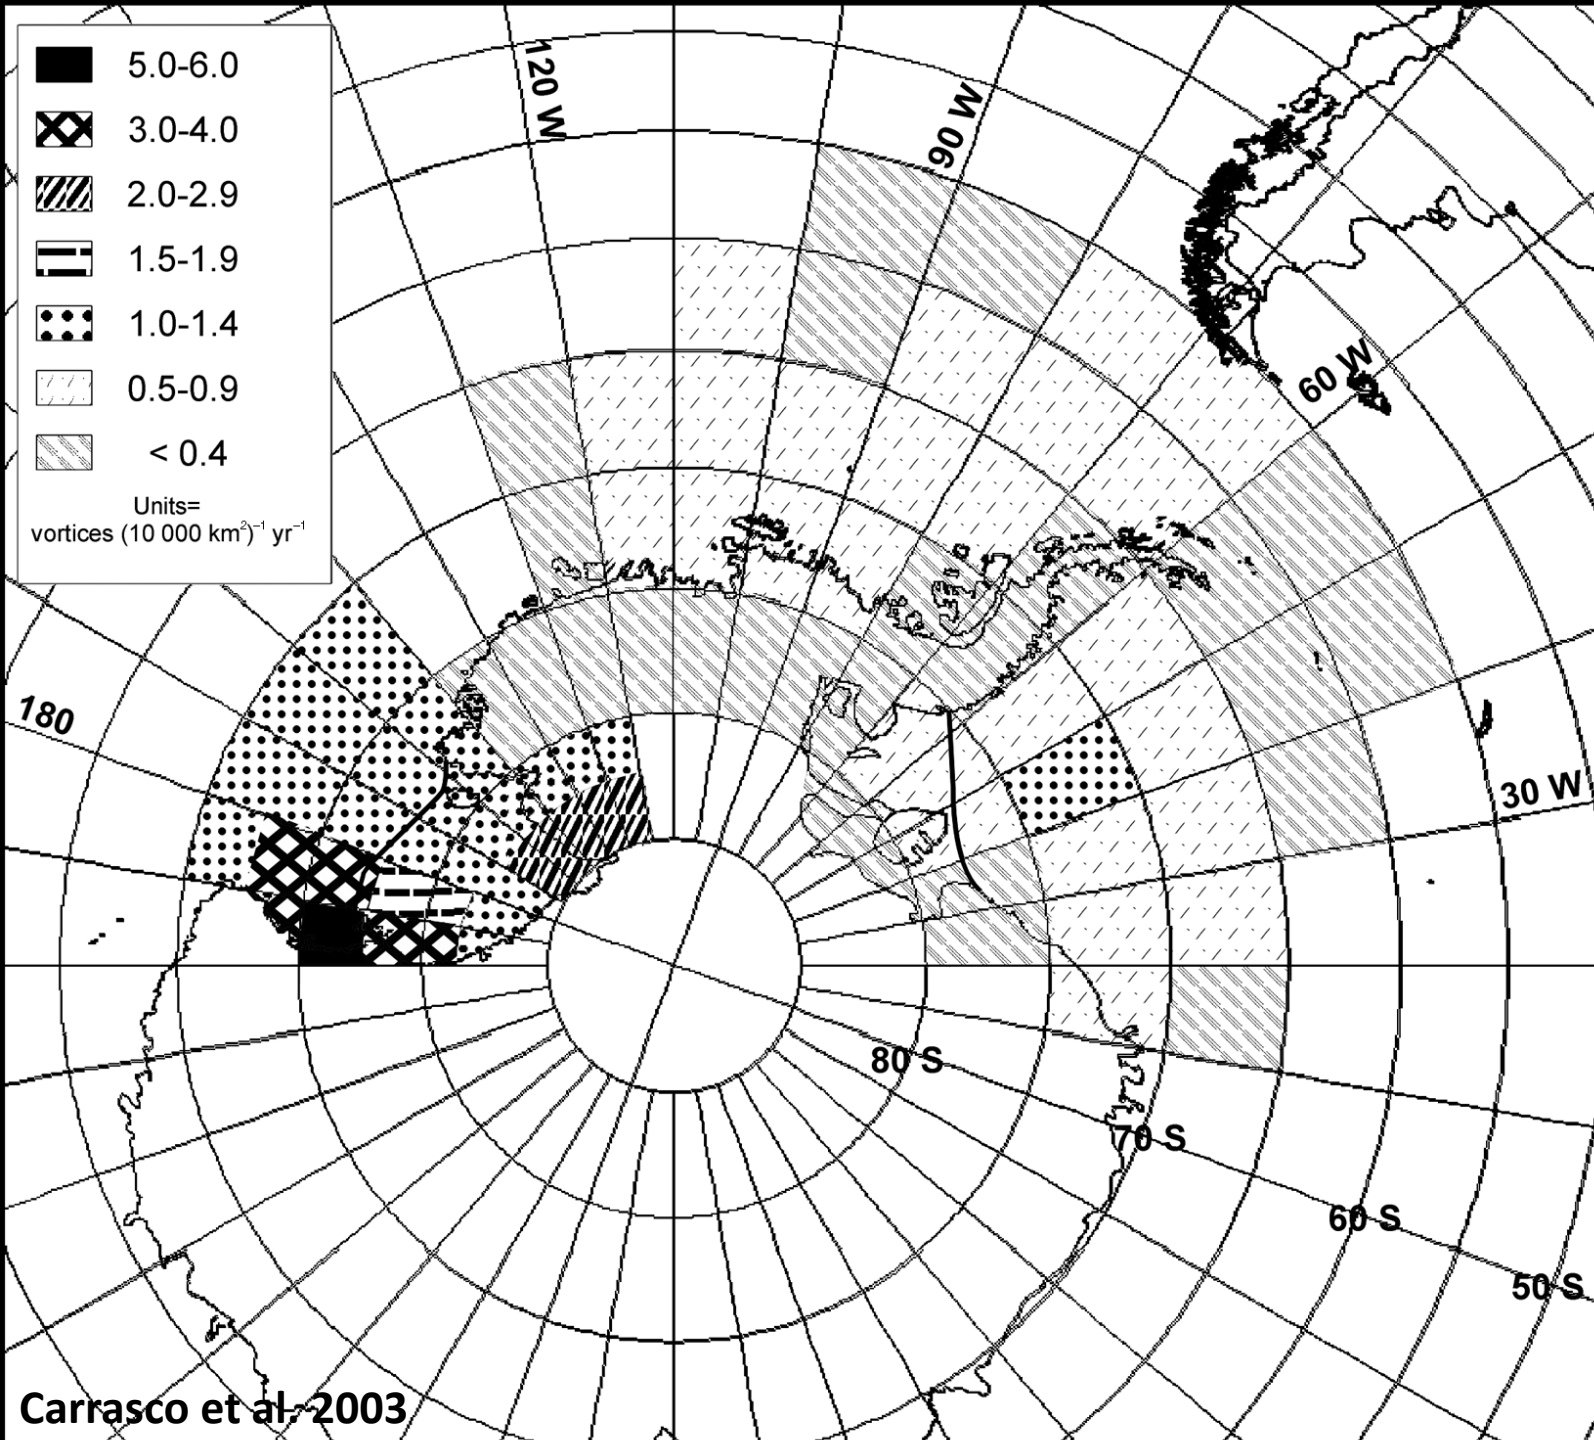 5.0-6.0
3.0-4.0
2.0-2.9
1.5-1.9
1.0-1.4
0.5-0.9
< 0.4
Units=
vortices (10 000 km²)⁻¹ yr⁻¹
120 W
90 W
60 W
180
30 W
80 S
70 S
60 S
50 S
Carrasco et al. 2003